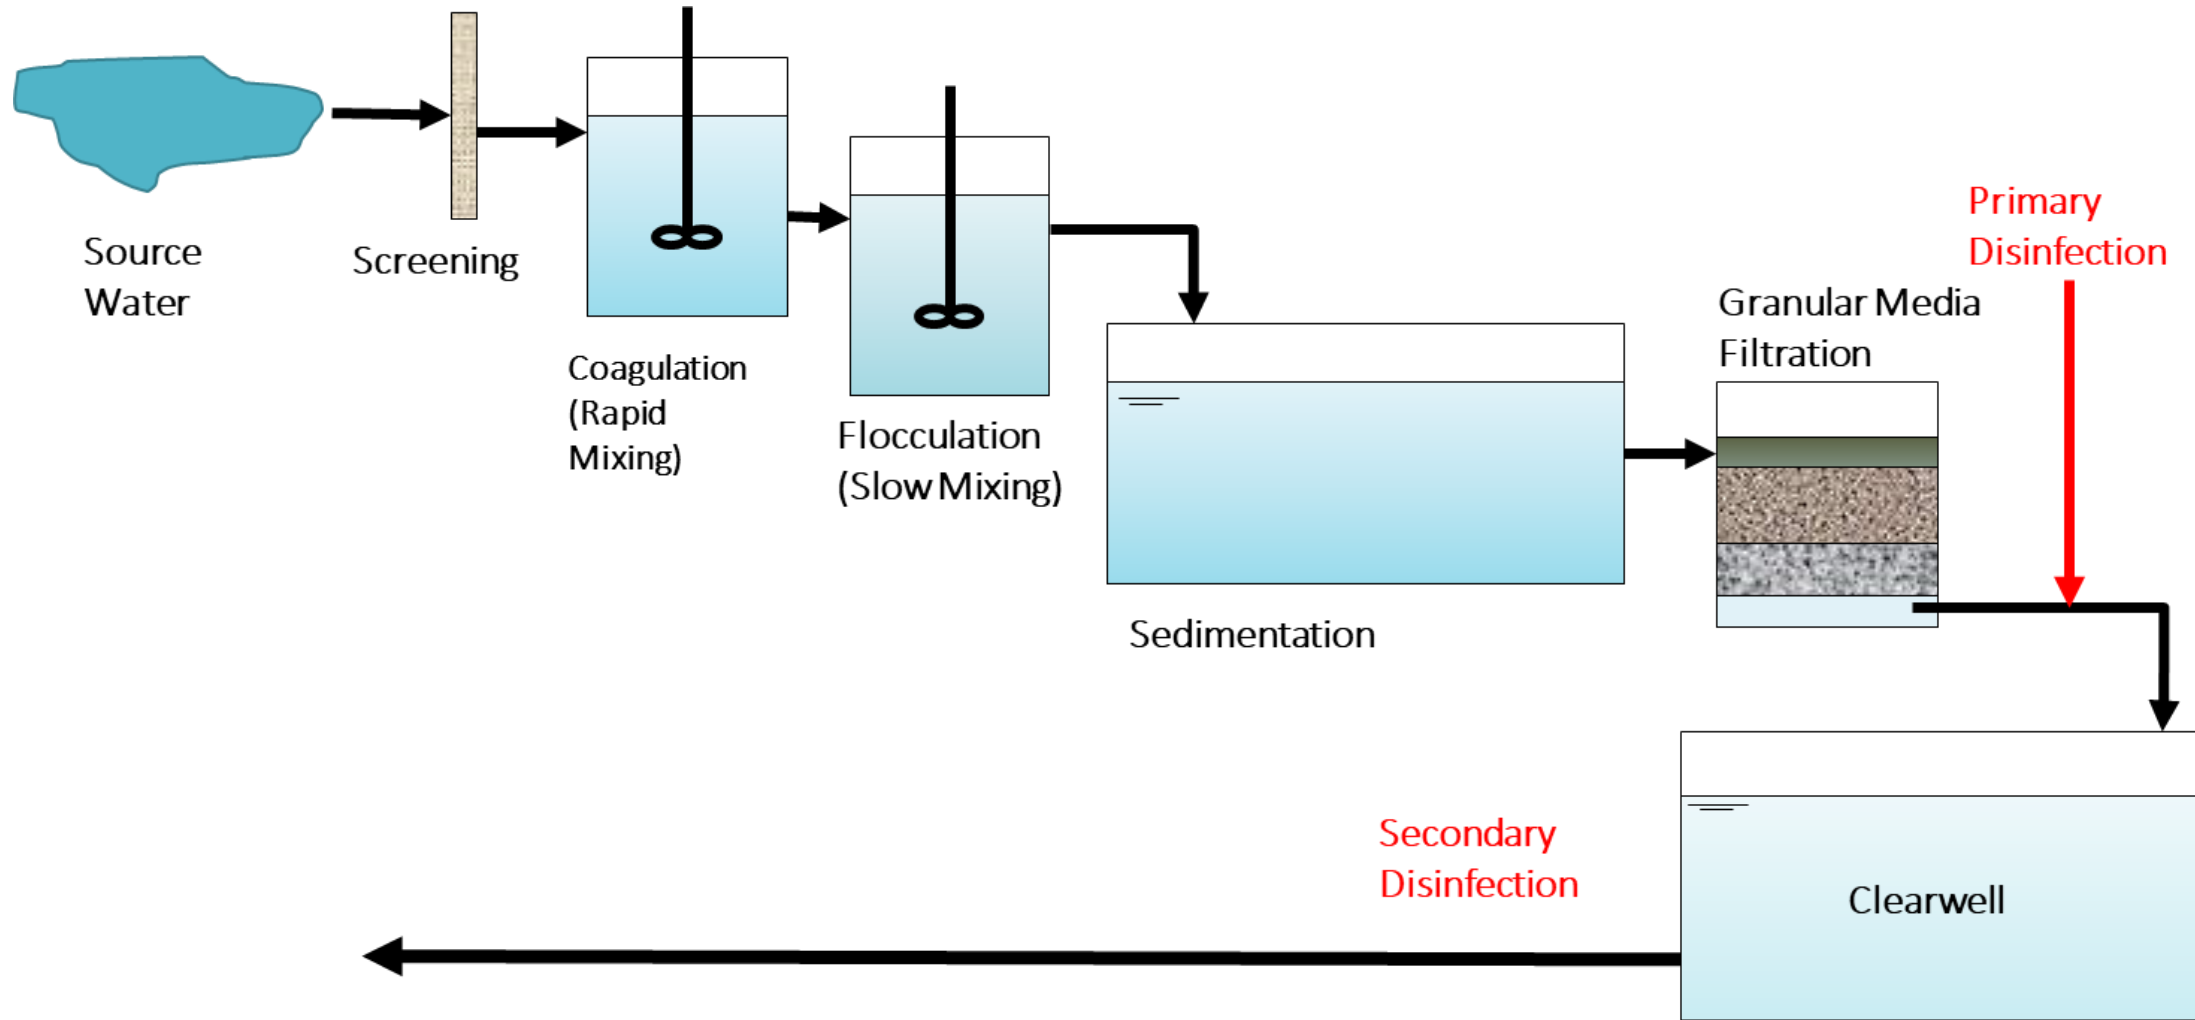 Source
Water
Screening
Coagulation
(Rapid
Mixing)
Flocculation
(Slow Mixing)
Sedimentation
Granular Media
Filtration
Primary
Disinfection
Secondary
Disinfection
Clearwell